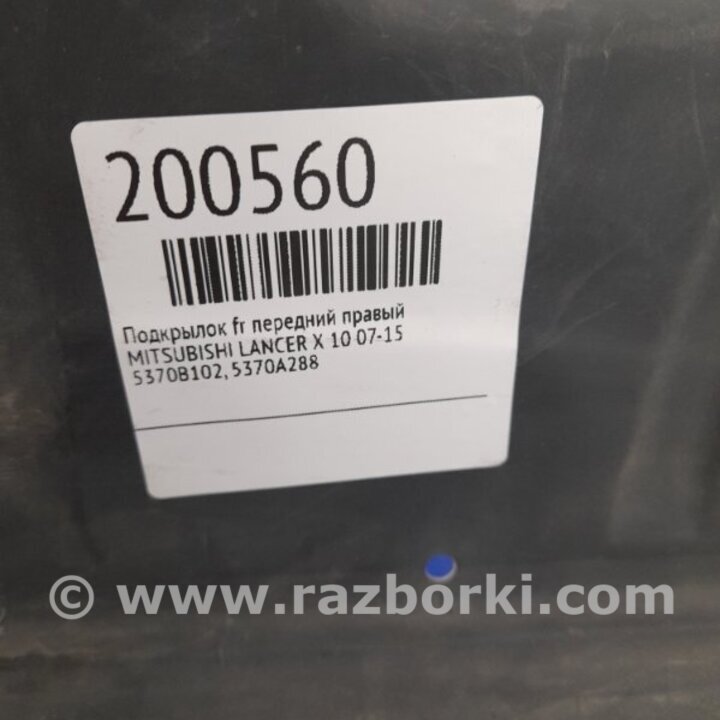 200560
Подкрылок fr передний правый
MITSUBISHI LANCER X 10 07-15
5370B102, 5370A288
© www.razborki.com